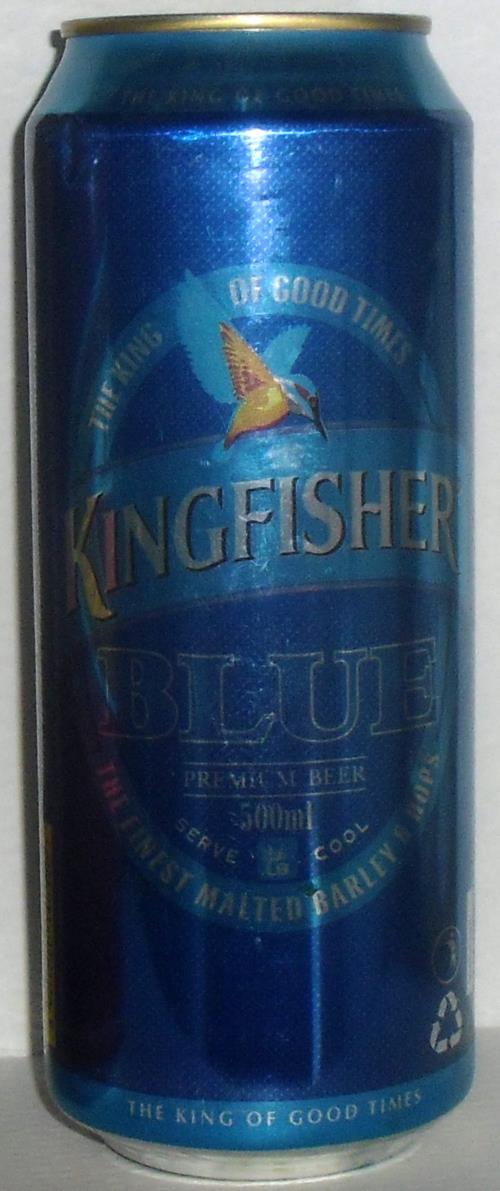 THE KING OF GOOD TIMES
THE KING OF GOOD TIMES
KINGFISHER
BLUE
PREMIUM BEER
500ml
SERVE COOL
THE FINEST MALTED BARLEY & HOPS
THE KING OF GOOD TIMES